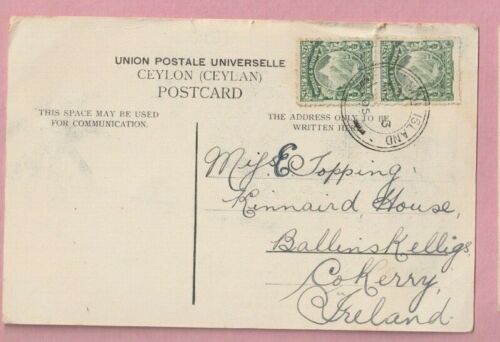 UNION POSTALE UNIVERSELLE
CEYLON (CEYLAN)
POSTCARD
THIS SPACE MAY BE USED
FOR COMMUNICATION.
THE ADDRESS ONLY TO BE
WRITTEN HERE
ISLAND
Miss E Topping,
Kinnaird House,
Ballinskelligs
Co Kerry,
Ireland